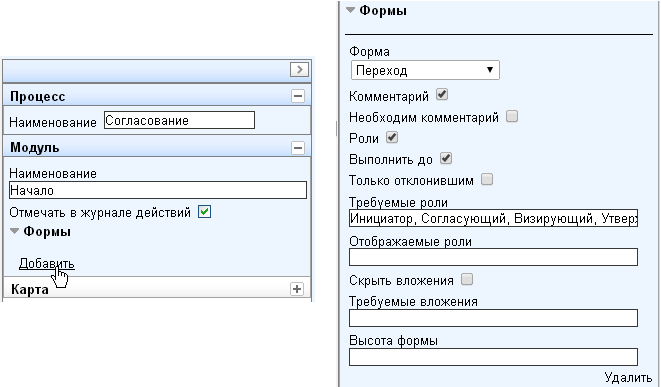 Процесс
Наименование Согласование
Модуль
Наименование
Начало
Отмечать в журнале действий
Формы
Добавить
Карта
Формы
Форма
Переход
Комментарий
Необходим комментарий
Роли
Выполнить до
Только отклонившим
Требуемые роли
Инициатор, Согласующий, Визирующий, Утверж
Отображаемые роли
Скрыть вложения
Требуемые вложения
Высота формы
Удалить